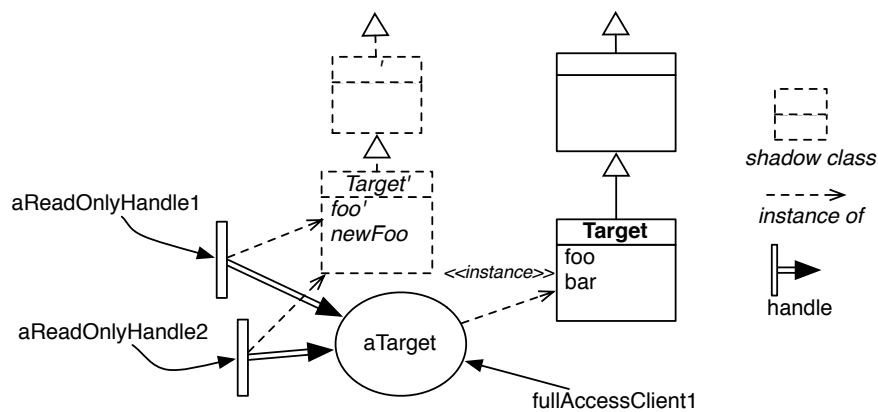 '
Target'
foo'
newFoo
aReadOnlyHandle1
aReadOnlyHandle2
aTarget
<<instance>>
Target
foo
bar
fullAccessClient1
shadow class
instance of
handle